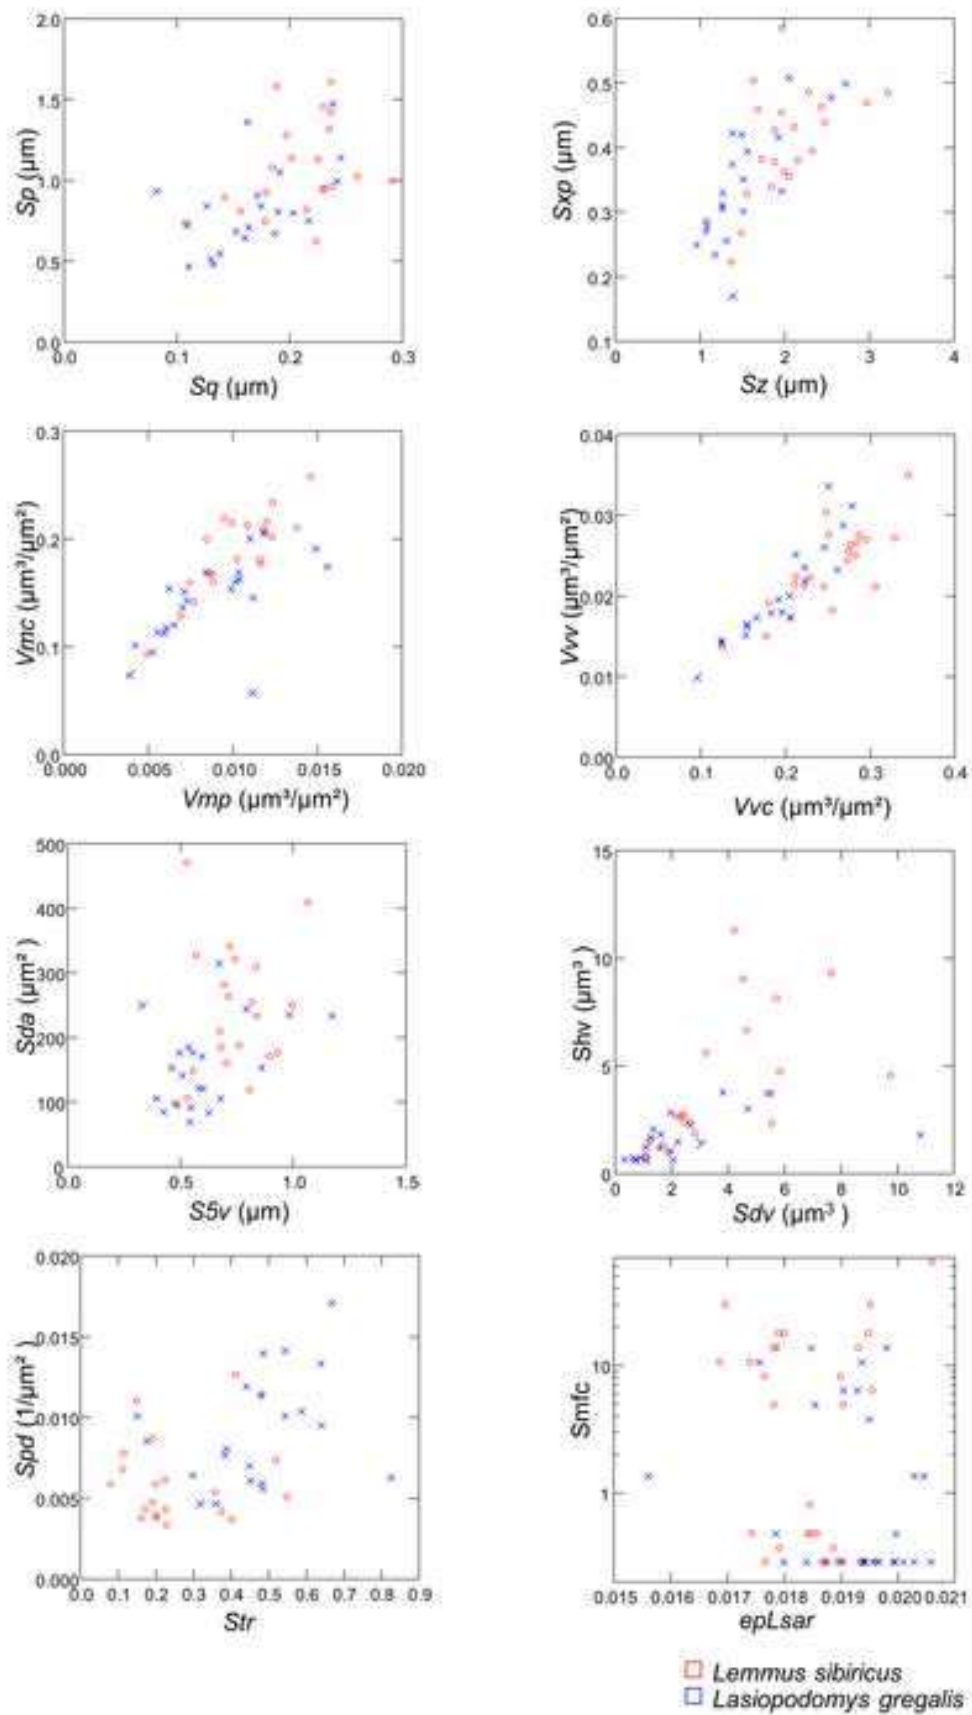 2.0
1.5
1.0
0.5
0.0
Sp (µm)
0.0 0.1 0.2 0.3
Sq (µm)
0.6
0.5
0.4
0.3
0.2
0.1
Sxp (µm)
0 1 2 3 4
Sz (µm)
0.3
0.2
0.1
0.0
Vmc (µm³/µm²)
0.000 0.005 0.010 0.015 0.020
Vmp (µm³/µm²)
0.04
0.03
0.02
0.01
0.00
Vvv (µm³/µm²)
0.0 0.1 0.2 0.3 0.4
Vvc (µm³/µm²)
500
400
300
200
100
0
Sda (µm²)
0.0 0.5 1.0 1.5
S5v (µm)
15
10
5
0
Shv (µm³)
0 2 4 6 8 10 12
Sdv (µm³)
0.020
0.015
0.010
0.005
0.000
Spd (1/µm²)
0.0 0.1 0.2 0.3 0.4 0.5 0.6 0.7 0.8 0.9
Str
10
1
Smfc
0.015 0.016 0.017 0.018 0.019 0.020 0.021
epLsar
Lemmus sibiricus
Lasiopodomys gregalis